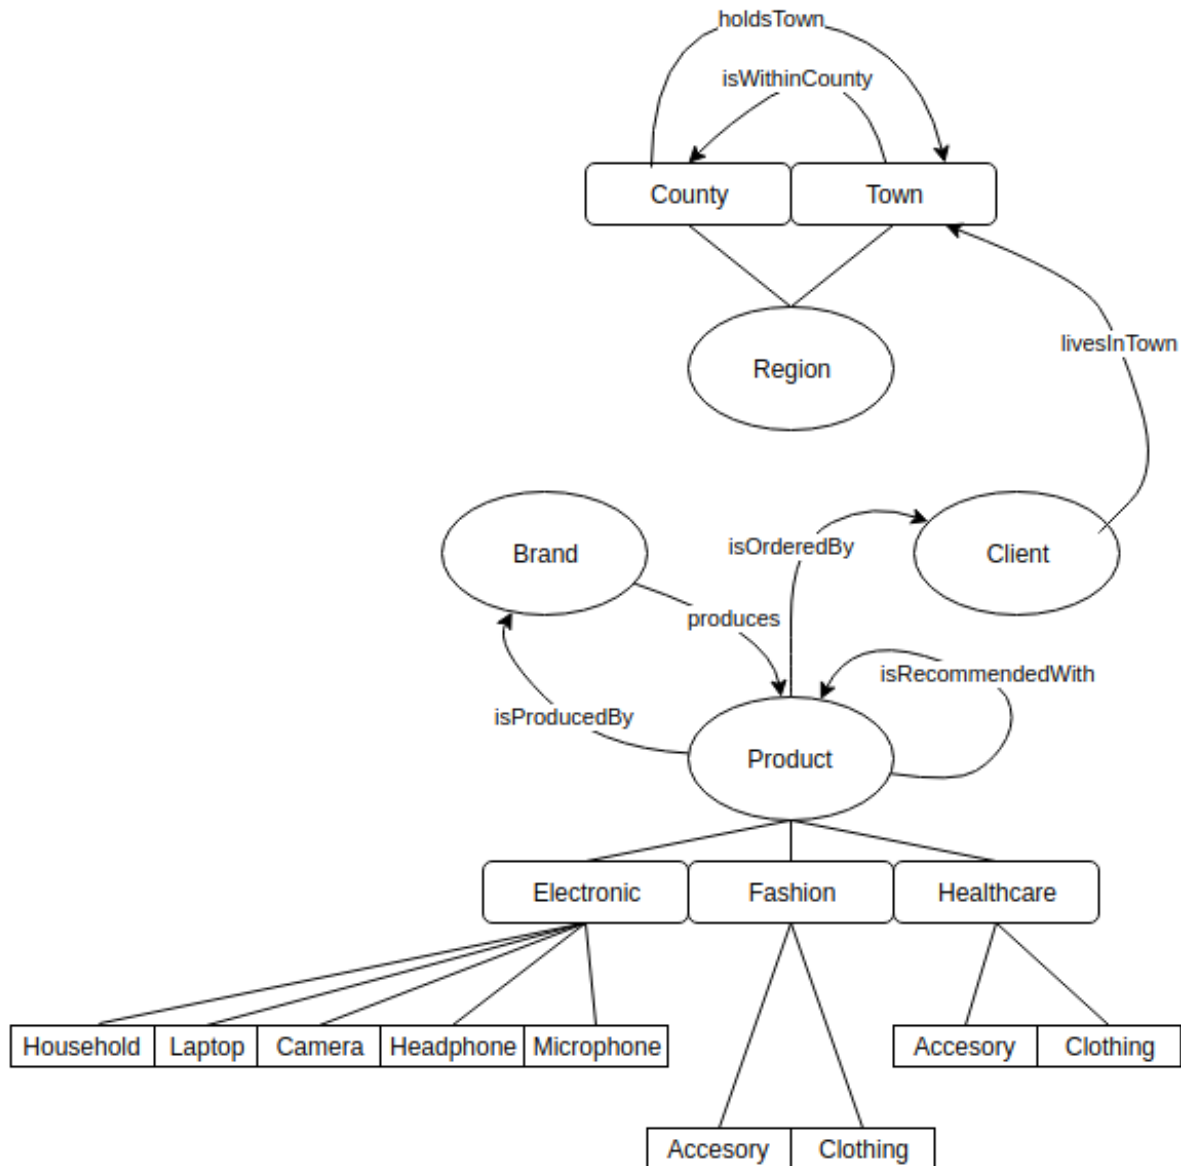 holdsTown
isWithinCounty
County
Town
Region
livesInTown
Brand
isOrderedBy
Client
produces
isRecommendedWith
isProducedBy
Product
Electronic
Fashion
Healthcare
Household
Laptop
Camera
Headphone
Microphone
Accesory
Clothing
Accesory
Clothing